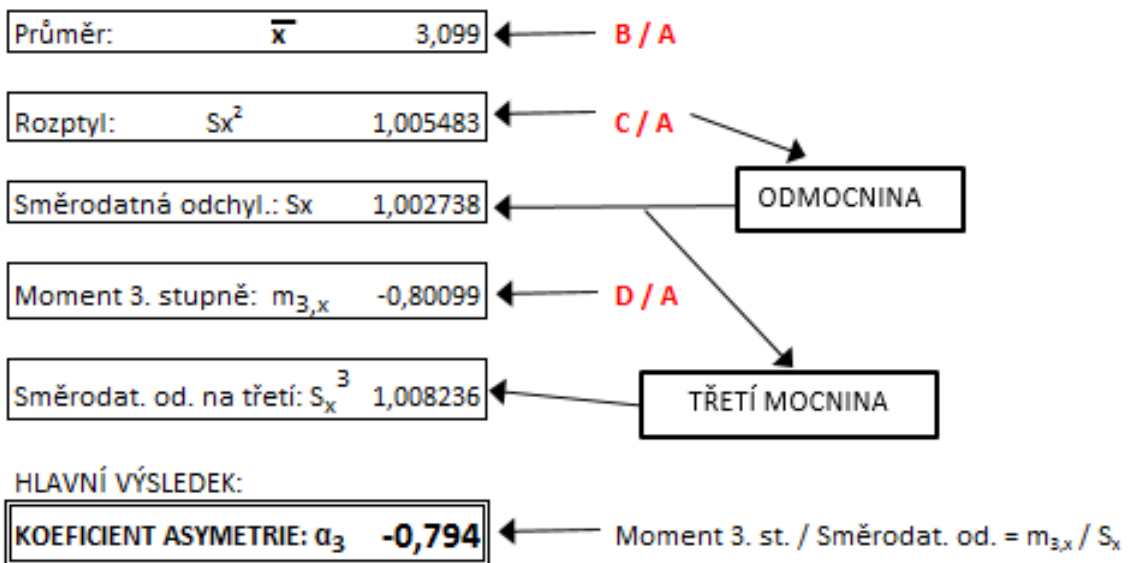 Průměr: x̅ 3,099 B / A
Rozptyl: Sx² 1,005483 C / A
ODMOCNINA
Směrodatná odchyl.: Sx 1,002738
Moment 3. stupně: m₃,ₓ -0,80099 D / A
Směrodat. od. na třetí: Sₓ³ 1,008236 TŘETÍ MOCNINA
HLAVNÍ VÝSLEDEK:
KOEFICIENT ASYMETRIE: α₃ -0,794 Moment 3. st. / Směrodat. od. = m₃,ₓ / Sₓ